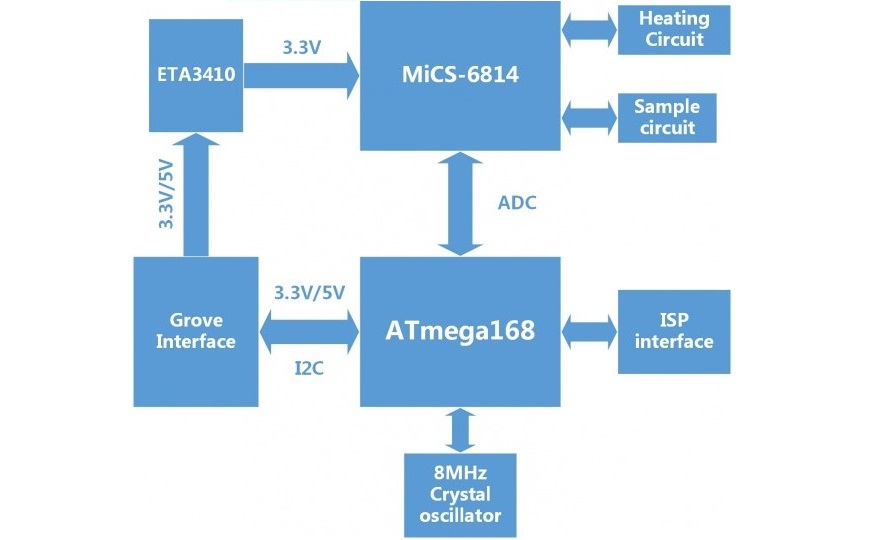 Heating
Circuit
3.3V
ETA3410
MiCS-6814
Sample
circuit
3.3V/5V
ADC
3.3V/5V
Grove
Interface
ATmega168
ISP
interface
I2C
8MHz
Crystal
oscillator